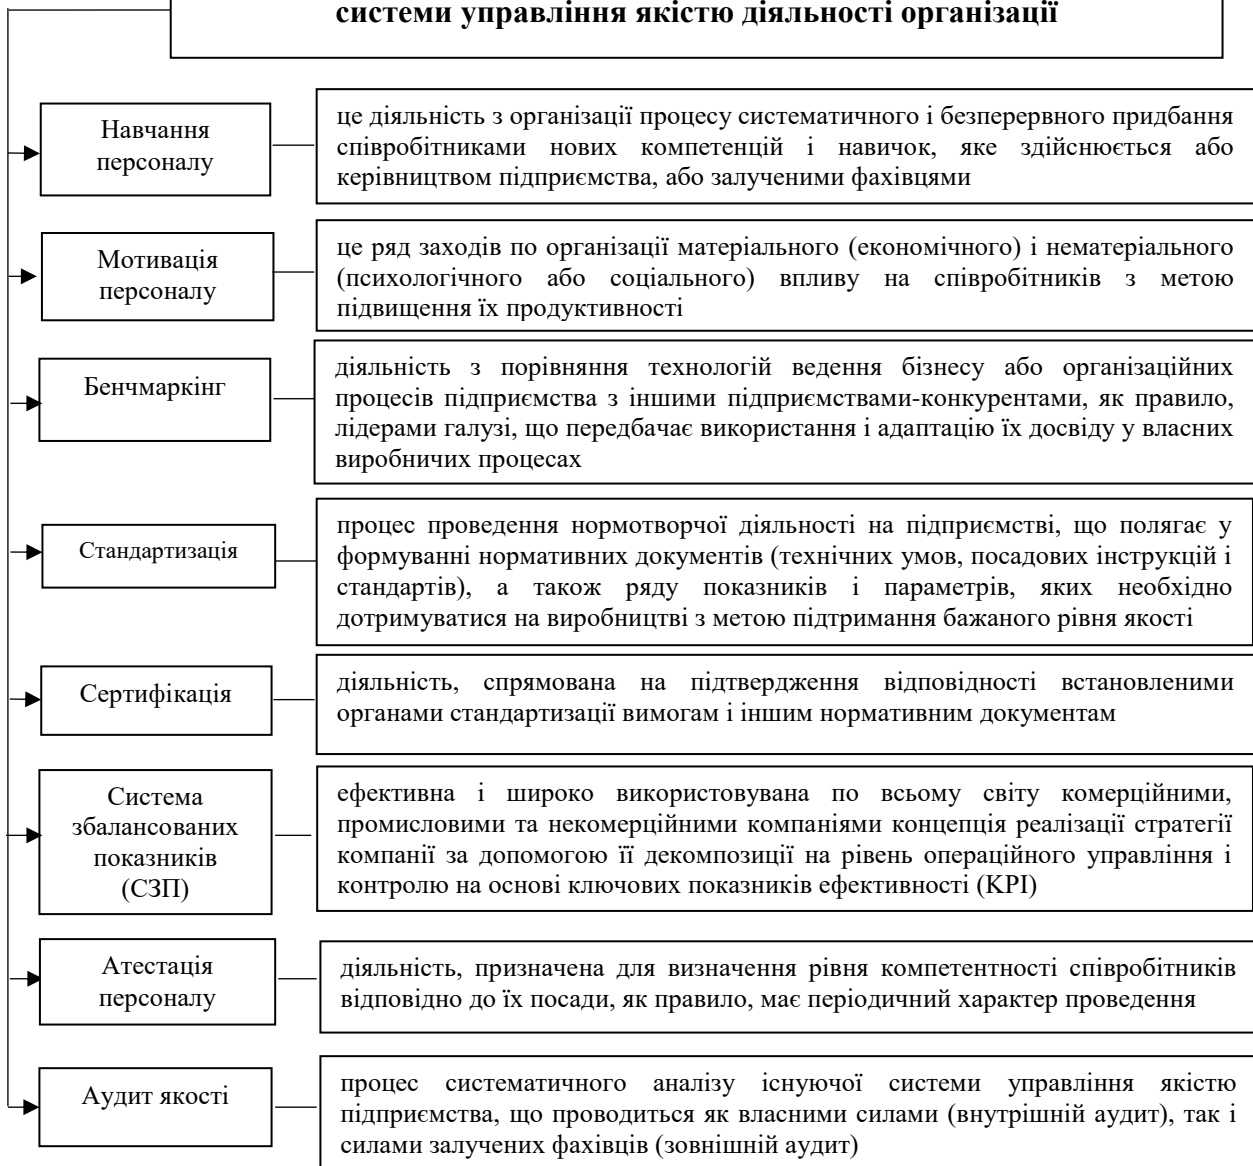 системи управління якістю діяльності організації
Навчання
персоналу
це діяльність з організації процесу систематичного і безперервного придбання
співробітниками нових компетенцій і навичок, яке здійснюється або
керівництвом підприємства, або залученими фахівцями
Мотивація
персоналу
це ряд заходів по організації матеріального (економічного) і нематеріального
(психологічного або соціального) впливу на співробітників з метою
підвищення їх продуктивності
Бенчмаркінг
діяльність з порівняння технологій ведення бізнесу або організаційних
процесів підприємства з іншими підприємствами-конкурентами, як правило,
лідерами галузі, що передбачає використання і адаптацію їх досвіду у власних
виробничих процесах
Стандартизація
процес проведення нормотворчої діяльності на підприємстві, що полягає у
формуванні нормативних документів (технічних умов, посадових інструкцій і
стандартів), а також ряду показників і параметрів, яких необхідно
дотримуватися на виробництві з метою підтримання бажаного рівня якості
Сертифікація
діяльність, спрямована на підтвердження відповідності встановленими
органами стандартизації вимогам і іншим нормативним документам
Система
збалансованих
показників
(СЗП)
ефективна і широко використовувана по всьому світу комерційними,
промисловими та некомерційними компаніями концепція реалізації стратегії
компанії за допомогою її декомпозиції на рівень операційного управління і
контролю на основі ключових показників ефективності (KPI)
Атестація
персоналу
діяльність, призначена для визначення рівня компетентності співробітників
відповідно до їх посади, як правило, має періодичний характер проведення
Аудит якості
процес систематичного аналізу існуючої системи управління якістю
підприємства, що проводиться як власними силами (внутрішній аудит), так і
силами залучених фахівців (зовнішній аудит)